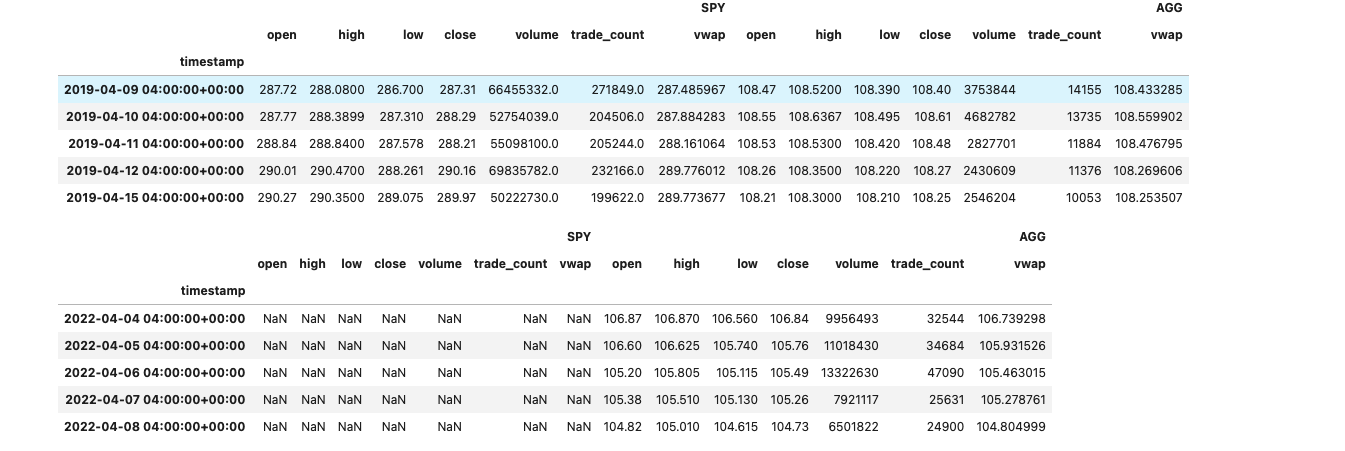 SPY AGG
open high low close volume trade_count vwap open high low close volume trade_count vwap
timestamp
2019-04-09 04:00:00+00:00 287.72 288.0800 286.700 287.31 66455332.0 271849.0 287.485967 108.47 108.5200 108.390 108.40 3753844 14155 108.433285
2019-04-10 04:00:00+00:00 287.77 288.3899 287.310 288.29 52754039.0 204506.0 287.884283 108.55 108.6367 108.495 108.61 4682782 13735 108.559902
2019-04-11 04:00:00+00:00 288.84 288.8400 287.578 288.21 55098100.0 205244.0 288.161064 108.53 108.5300 108.420 108.48 2827701 11884 108.476795
2019-04-12 04:00:00+00:00 290.01 290.4700 288.261 290.16 69835782.0 232166.0 289.776012 108.26 108.3500 108.220 108.27 2430609 11376 108.269606
2019-04-15 04:00:00+00:00 290.27 290.3500 289.075 289.97 50222730.0 199622.0 289.773677 108.21 108.3000 108.210 108.25 2546204 10053 108.253507
SPY AGG
open high low close volume trade_count vwap open high low close volume trade_count vwap
timestamp
2022-04-04 04:00:00+00:00 NaN NaN NaN NaN NaN NaN NaN 106.87 106.870 106.560 106.84 9956493 32544 106.739298
2022-04-05 04:00:00+00:00 NaN NaN NaN NaN NaN NaN NaN 106.60 106.625 105.740 105.76 11018430 34684 105.931526
2022-04-06 04:00:00+00:00 NaN NaN NaN NaN NaN NaN NaN 105.20 105.805 105.115 105.49 13322630 47090 105.463015
2022-04-07 04:00:00+00:00 NaN NaN NaN NaN NaN NaN NaN 105.38 105.510 105.130 105.26 7921117 25631 105.278761
2022-04-08 04:00:00+00:00 NaN NaN NaN NaN NaN NaN NaN 104.82 105.010 104.615 104.73 6501822 24900 104.804999